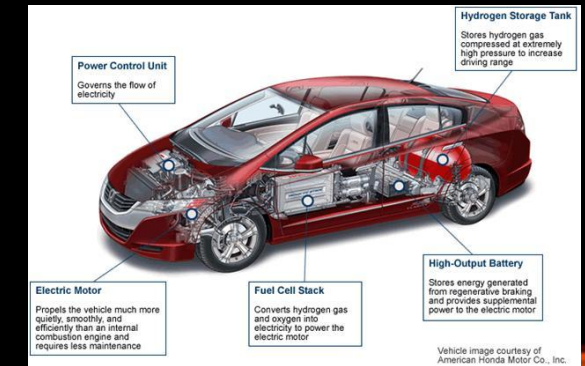 Hydrogen Storage Tank
Stores hydrogen gas
compressed at extremely
high pressure to increase
driving range
Power Control Unit
Governs the flow of
electricity
Electric Motor
Propels the vehicle much more
quietly, smoothly, and
efficiently than an internal
combustion engine and
requires less maintenance
Fuel Cell Stack
Converts hydrogen gas
and oxygen into
electricity to power the
electric motor
High-Output Battery
Stores energy generated
from regenerative braking
and provides supplemental
power to the electric motor
Vehicle image courtesy of
American Honda Motor Co., Inc.